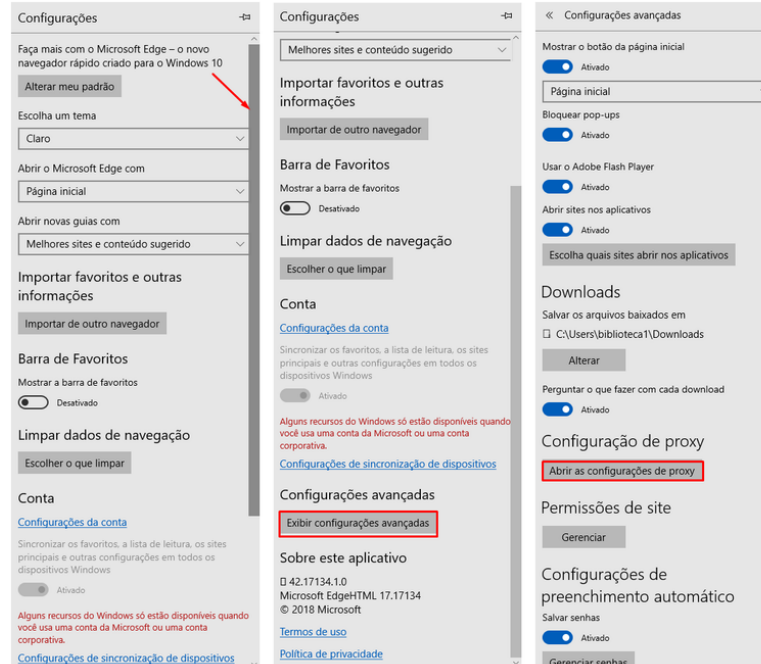 Configurações
Faça mais com o Microsoft Edge – o novo
navegador rápido criado para o Windows 10
Alterar meu padrão
Escolha um tema
Claro
Abrir o Microsoft Edge com
Página inicial
Abrir novas guias com
Melhores sites e conteúdo sugerido
Importar favoritos e outras
informações
Importar de outro navegador
Barra de Favoritos
Mostrar a barra de favoritos
Desativado
Limpar dados de navegação
Escolher o que limpar
Conta
Configurações da conta
Sincronizar os favoritos, a lista de leitura, os sites
principais e outras configurações em todos os
dispositivos Windows
Ativado
Alguns recursos do Windows só estão disponíveis quando
você usa uma conta da Microsoft ou uma conta
corporativa.
Configurações de sincronização de dispositivos
Configurações
Melhores sites e conteúdo sugerido
Importar favoritos e outras
informações
Importar de outro navegador
Barra de Favoritos
Mostrar a barra de favoritos
Desativado
Limpar dados de navegação
Escolher o que limpar
Conta
Configurações da conta
Sincronizar os favoritos, a lista de leitura, os sites
principais e outras configurações em todos os
dispositivos Windows
Ativado
Alguns recursos do Windows só estão disponíveis quando
você usa uma conta da Microsoft ou uma conta
corporativa.
Configurações de sincronização de dispositivos
Configurações avançadas
Exibir configurações avançadas
Sobre este aplicativo
42.17134.1.0
Microsoft EdgeHTML 17.17134
© 2018 Microsoft
Termos de uso
Política de privacidade
Configurações avançadas
Mostrar o botão da página inicial
Ativado
Página inicial
Bloquear pop-ups
Ativado
Usar o Adobe Flash Player
Ativado
Abrir sites nos aplicativos
Ativado
Escolha quais sites abrir nos aplicativos
Downloads
Salvar os arquivos baixados em
C:\Users\biblioteca1\Downloads
Alterar
Perguntar o que fazer com cada download
Ativado
Configuração de proxy
Abrir as configurações de proxy
Permissões de site
Gerenciar
Configurações de
preenchimento automático
Salvar senhas
Ativado
Gerenciar senhas